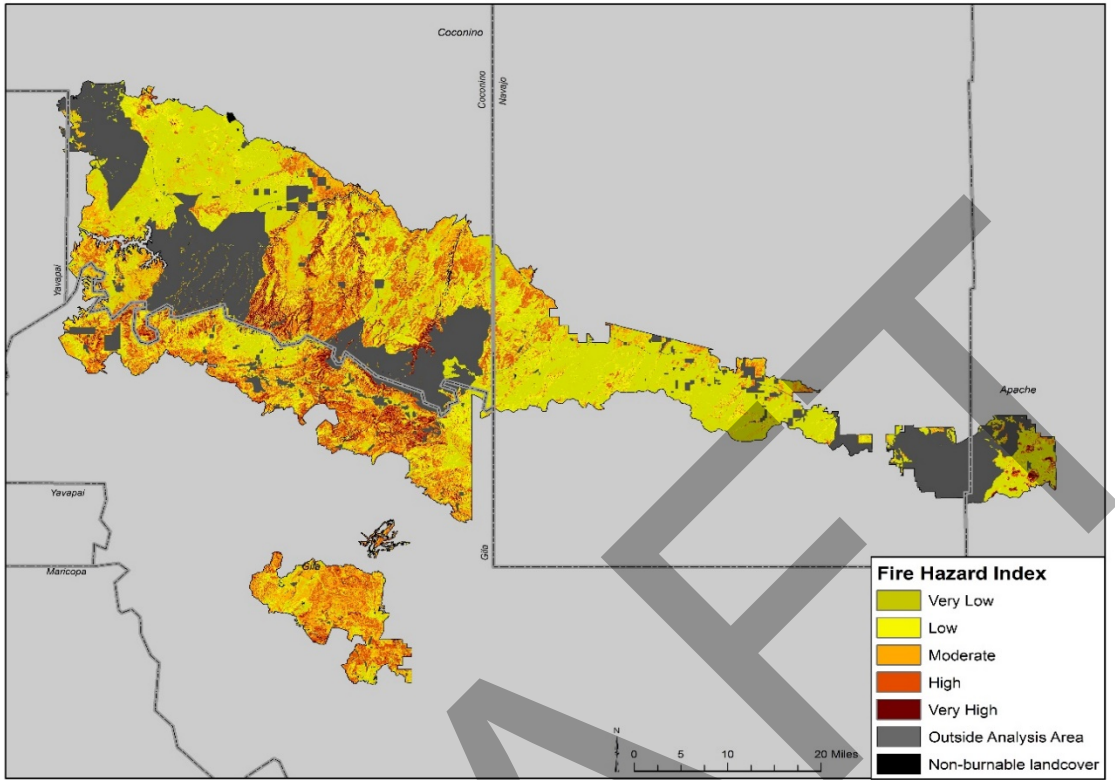 Coconino
Coconino
Navajo
Yavapai
Apache
Yavapai
Gila
Gila
Maricopa
DRAFT
Fire Hazard Index
Very Low
Low
Moderate
High
Very High
Outside Analysis Area
Non-burnable landcover
N
0 5 10 20 Miles